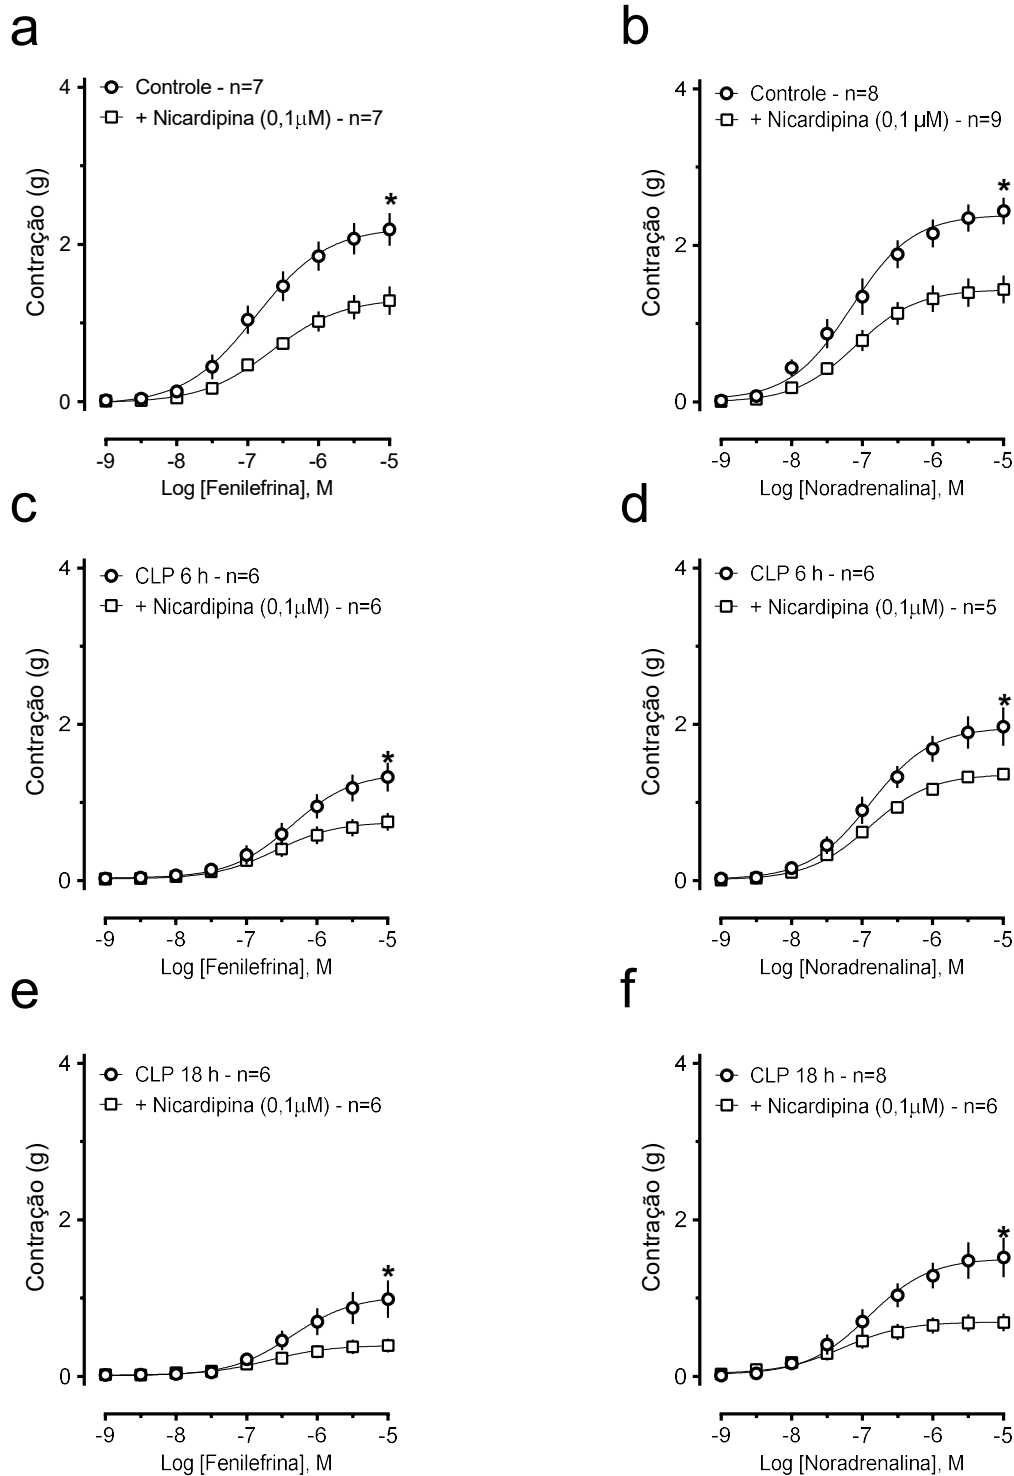 a
4
Controle - n=7
+ Nicardipina (0,1μM) - n=7
Contração (g)
*
2
0
-9 -8 -7 -6 -5
Log [Fenilefrina], M
b
4
Controle - n=8
+ Nicardipina (0,1 µM) - n=9
Contração (g)
*
2
0
-9 -8 -7 -6 -5
Log [Noradrenalina], M
c
4
CLP 6 h - n=6
+ Nicardipina (0,1μM) - n=6
Contração (g)
2
*
0
-9 -8 -7 -6 -5
Log [Fenilefrina], M
d
4
CLP 6 h - n=6
+ Nicardipina (0,1μM) - n=5
Contração (g)
*
2
0
-9 -8 -7 -6 -5
Log [Noradrenalina], M
e
4
CLP 18 h - n=6
+ Nicardipina (0,1μM) - n=6
Contração (g)
2
*
0
-9 -8 -7 -6 -5
Log [Fenilefrina], M
f
4
CLP 18 h - n=8
+ Nicardipina (0,1μM) - n=6
Contração (g)
2
*
0
-9 -8 -7 -6 -5
Log [Noradrenalina], M